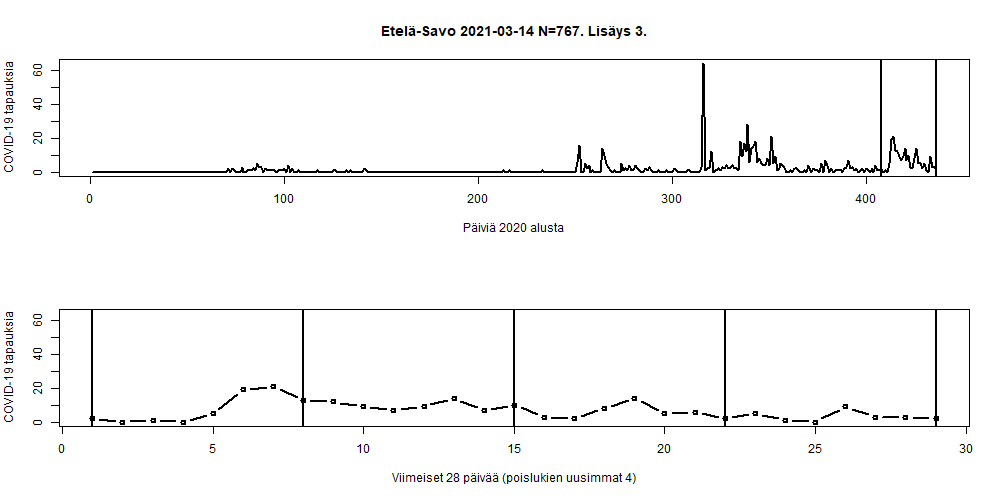 Etelä-Savo 2021-03-14 N=767. Lisäys 3.
COVID-19 tapauksia
0 20 40 60
0 100 200 300 400
Päiviä 2020 alusta
COVID-19 tapauksia
0 20 40 60
0 5 10 15 20 25 30
Viimeiset 28 päivää (poislukien uusimmat 4)